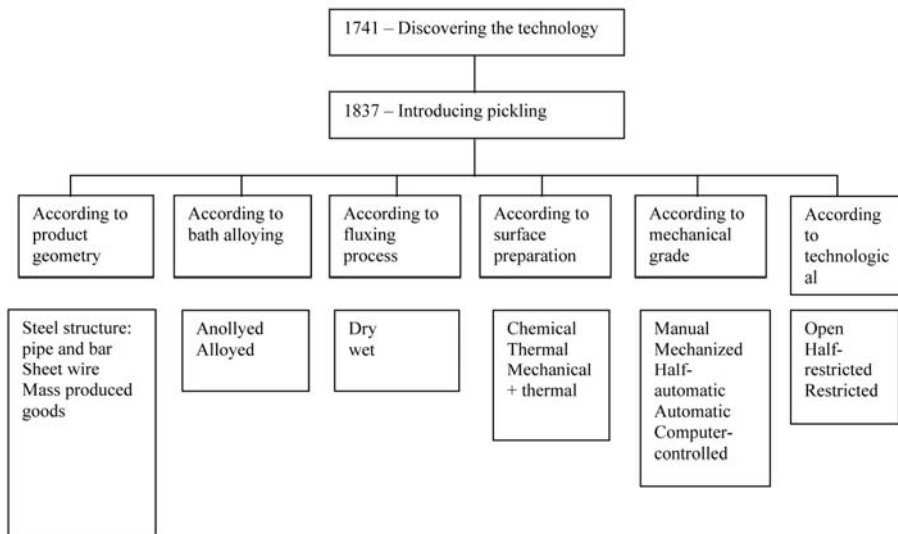 1741 – Discovering the technology
1837 – Introducing pickling
According to
product
geometry
According to
bath alloying
According to
fluxing
process
According to
surface
preparation
According to
mechanical
grade
According
to
technologic
al
Steel structure:
pipe and bar
Sheet wire
Mass produced
goods
Anollyed
Alloyed
Dry
wet
Chemical
Thermal
Mechanical
+ thermal
Manual
Mechanized
Half-
automatic
Automatic
Computer-
controlled
Open
Half-
restricted
Restricted